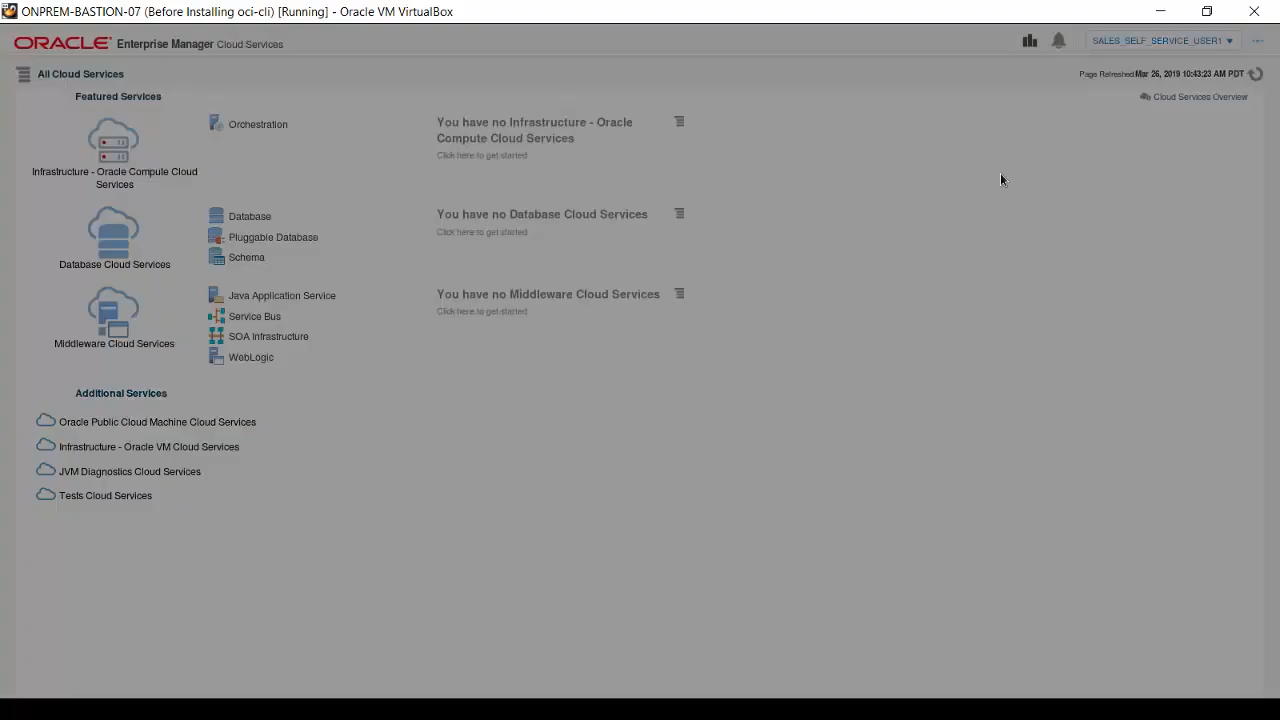 ONPREM-BASTION-07 (Before Installing oci-cli) [Running] - Oracle VM VirtualBox
ORACLE Enterprise Manager Cloud Services
SALES_SELF_SERVICE_USER1
All Cloud Services
Page Refreshed Mar 26, 2019 10:43:23 AM PDT
Featured Services
Cloud Services Overview
Infrastructure - Oracle Compute Cloud
Services
Orchestration
You have no Infrastructure - Oracle
Compute Cloud Services
Click here to get started
Database Cloud Services
Database
Pluggable Database
Schema
You have no Database Cloud Services
Click here to get started
Middleware Cloud Services
Java Application Service
Service Bus
SOA Infrastructure
WebLogic
You have no Middleware Cloud Services
Click here to get started
Additional Services
Oracle Public Cloud Machine Cloud Services
Infrastructure - Oracle VM Cloud Services
JVM Diagnostics Cloud Services
Tests Cloud Services